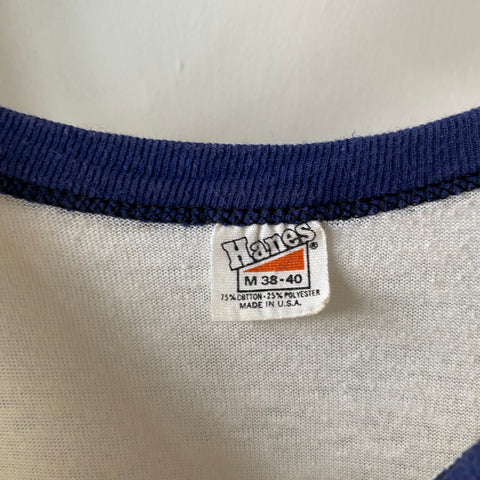 Hanes®
M 38-40
75% COTTON · 25% POLYESTER
MADE IN U.S.A.